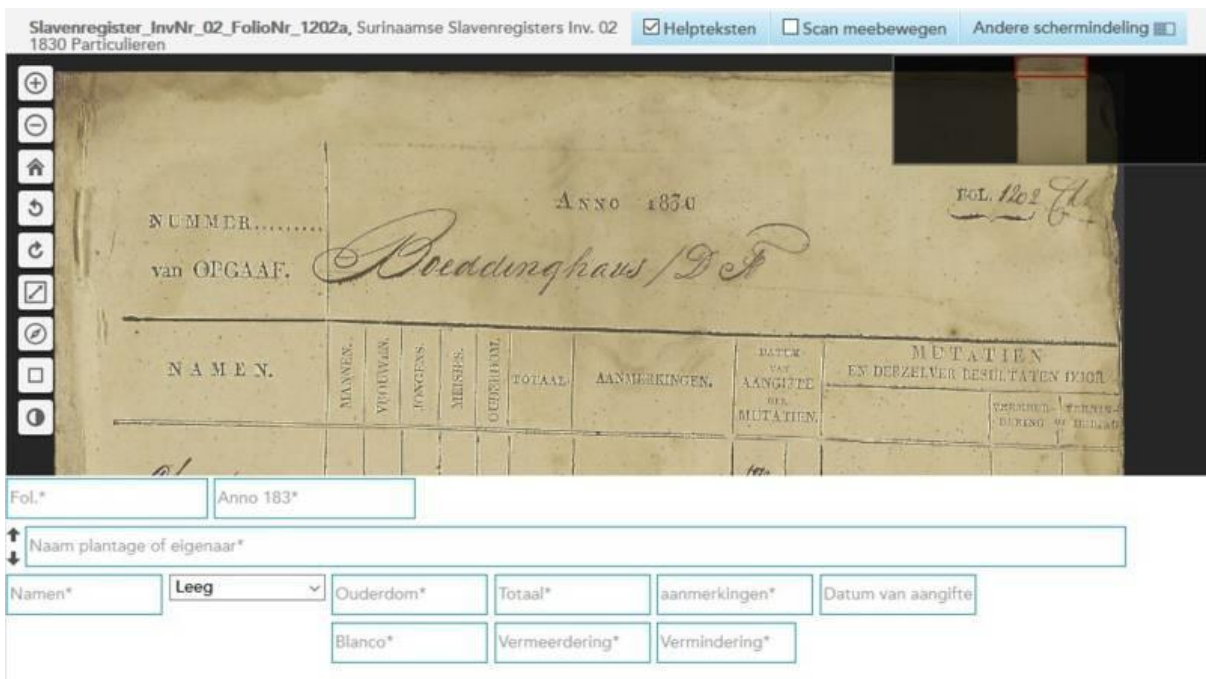 Slavenregister_InvNr_02_FolioNr_1202a, Surinaamse Slavenregisters Inv. 02
1830 Particulieren
Helpteksten
Scan meebewegen
Andere schermindeling
ANNO 1830
FOL. 1202
NUMMER.........
van OPGAAF.
Boeddinghaus / D F
NAMEN.
MANNEN.
VROUWEN.
JONGENS.
MEISJES.
OUDERDOM.
TOTAAL.
AANMERKINGEN.
DATUM
VAN
AANGIFTE
DER
MUTATIEN.
MUTATIEN
EN DERZELVER RESULTATEN DOOR
VERMEER-
DERING
of
VERMIN-
DERING
Fol.*
Anno 183*
Naam plantage of eigenaar*
Namen*
Leeg
Ouderdom*
Totaal*
aanmerkingen*
Datum van aangifte
Blanco*
Vermeerdering*
Vermindering*